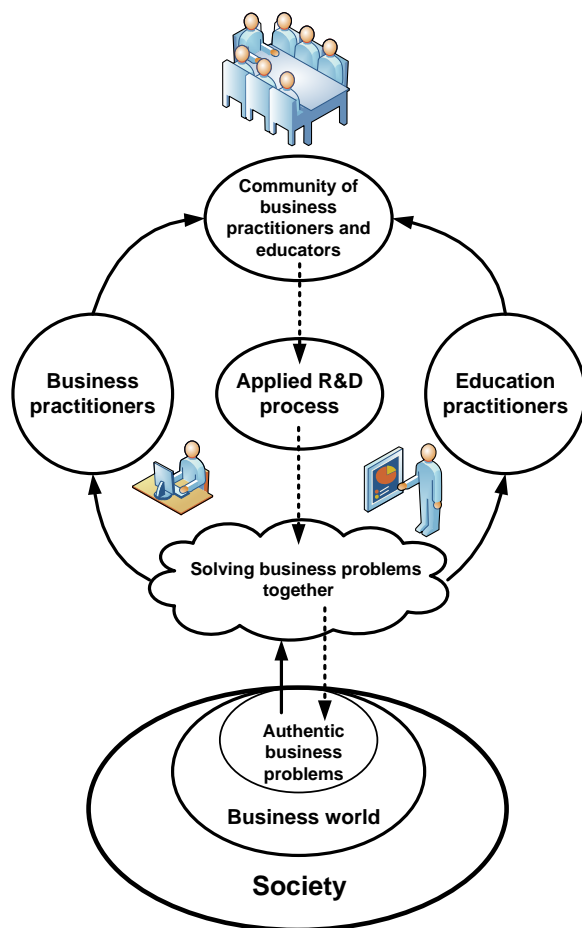 Community of
business
practitioners and
educators
Business
practitioners
Applied R&D
process
Education
practitioners
Solving business problems
together
Authentic
business
problems
Business world
Society